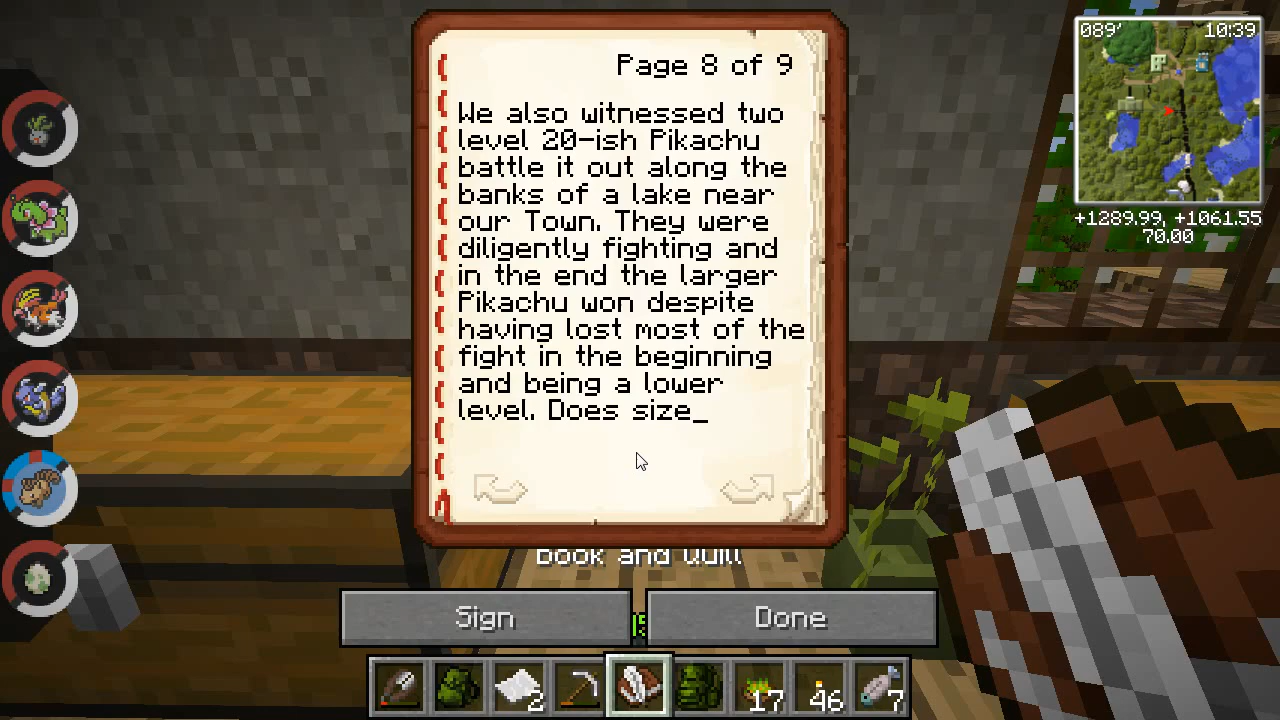 089'
10:39
+1289.99, +1061.55
70.00
Page 8 of 9
We also witnessed two
level 20-ish Pikachu
battle it out along the
banks of a lake near
our Town. They were
diligently fighting and
in the end the larger
Pikachu won despite
having lost most of the
fight in the beginning
and being a lower
level. Does size_
Book and Quill
Sign
Done
2
17
46
7